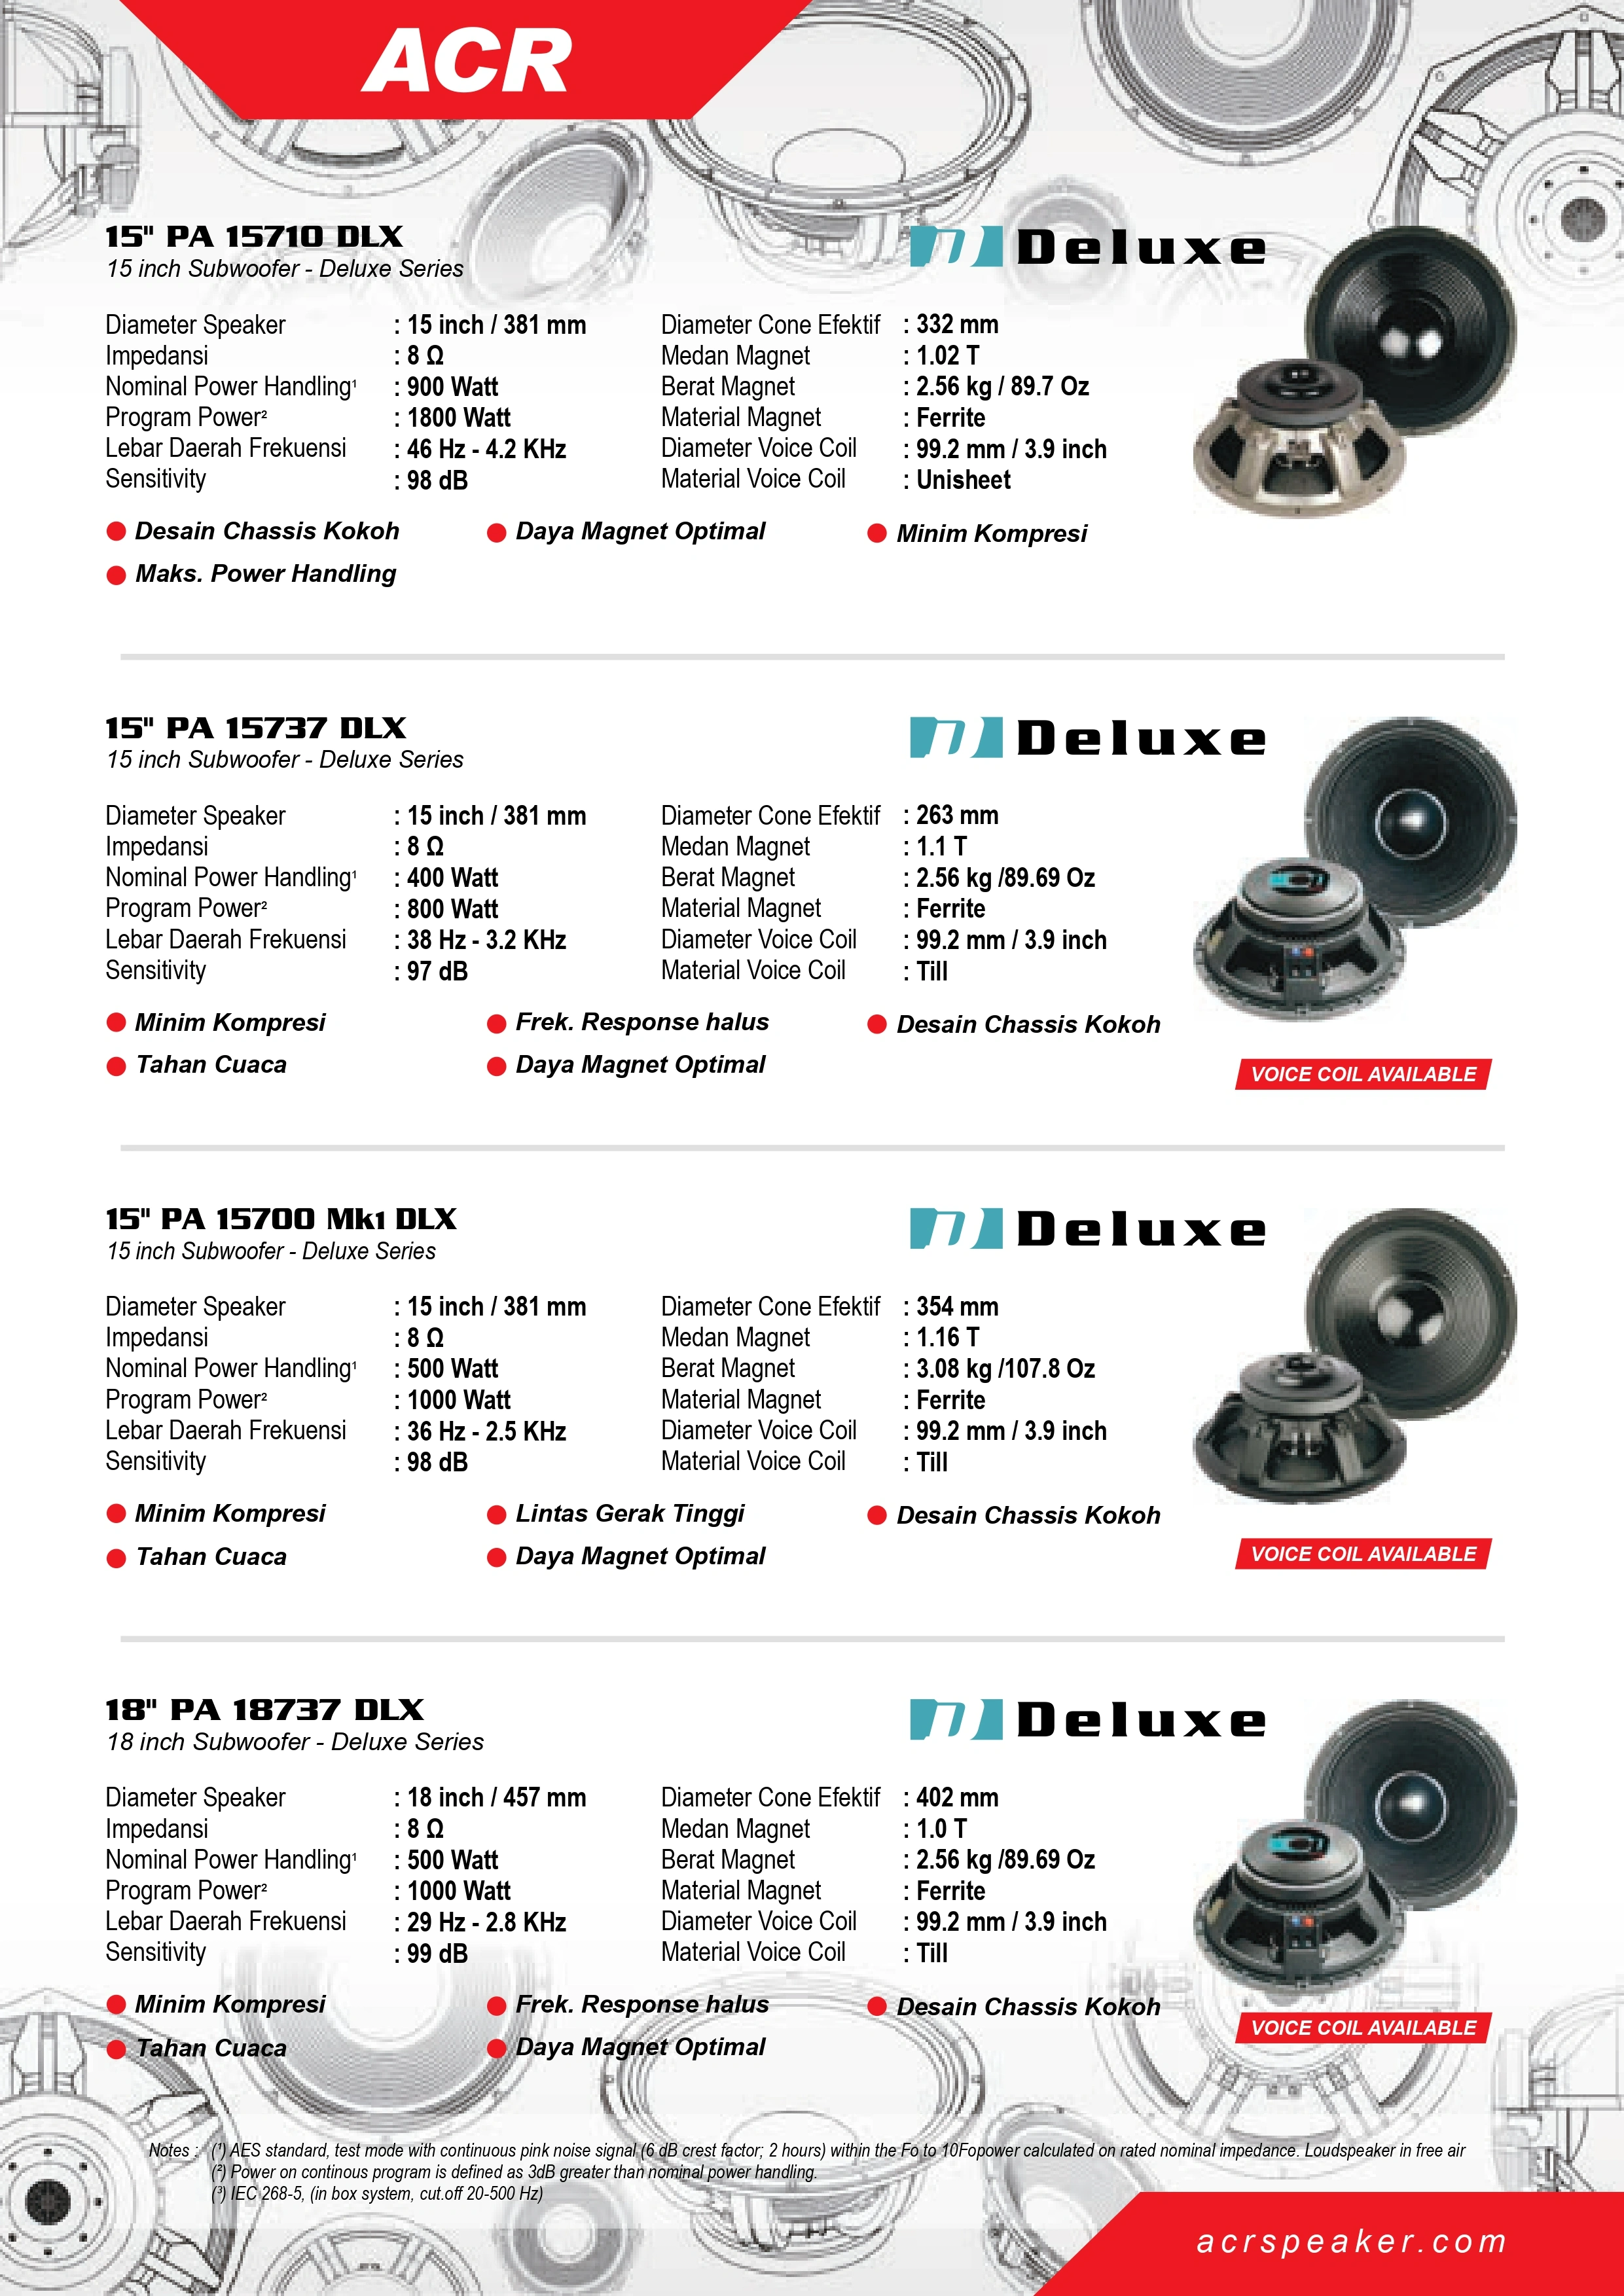 ACR
15" PA 15710 DLX
Deluxe
15 inch Subwoofer - Deluxe Series
Diameter Speaker : 15 inch / 381 mm Diameter Cone Efektif : 332 mm
Impedansi : 8 Ω Medan Magnet : 1.02 T
Nominal Power Handling¹ : 900 Watt Berat Magnet : 2.56 kg / 89.7 Oz
Program Power² : 1800 Watt Material Magnet : Ferrite
Lebar Daerah Frekuensi : 46 Hz - 4.2 KHz Diameter Voice Coil : 99.2 mm / 3.9 inch
Sensitivity : 98 dB Material Voice Coil : Unisheet
Desain Chassis Kokoh Daya Magnet Optimal Minim Kompresi
Maks. Power Handling
15" PA 15737 DLX
Deluxe
15 inch Subwoofer - Deluxe Series
Diameter Speaker : 15 inch / 381 mm Diameter Cone Efektif : 263 mm
Impedansi : 8 Ω Medan Magnet : 1.1 T
Nominal Power Handling¹ : 400 Watt Berat Magnet : 2.56 kg /89.69 Oz
Program Power² : 800 Watt Material Magnet : Ferrite
Lebar Daerah Frekuensi : 38 Hz - 3.2 KHz Diameter Voice Coil : 99.2 mm / 3.9 inch
Sensitivity : 97 dB Material Voice Coil : Till
Minim Kompresi Frek. Response halus Desain Chassis Kokoh
Tahan Cuaca Daya Magnet Optimal
VOICE COIL AVAILABLE
15" PA 15700 Mk1 DLX
Deluxe
15 inch Subwoofer - Deluxe Series
Diameter Speaker : 15 inch / 381 mm Diameter Cone Efektif : 354 mm
Impedansi : 8 Ω Medan Magnet : 1.16 T
Nominal Power Handling¹ : 500 Watt Berat Magnet : 3.08 kg /107.8 Oz
Program Power² : 1000 Watt Material Magnet : Ferrite
Lebar Daerah Frekuensi : 36 Hz - 2.5 KHz Diameter Voice Coil : 99.2 mm / 3.9 inch
Sensitivity : 98 dB Material Voice Coil : Till
Minim Kompresi Lintas Gerak Tinggi Desain Chassis Kokoh
Tahan Cuaca Daya Magnet Optimal
VOICE COIL AVAILABLE
18" PA 18737 DLX
Deluxe
18 inch Subwoofer - Deluxe Series
Diameter Speaker : 18 inch / 457 mm Diameter Cone Efektif : 402 mm
Impedansi : 8 Ω Medan Magnet : 1.0 T
Nominal Power Handling¹ : 500 Watt Berat Magnet : 2.56 kg /89.69 Oz
Program Power² : 1000 Watt Material Magnet : Ferrite
Lebar Daerah Frekuensi : 29 Hz - 2.8 KHz Diameter Voice Coil : 99.2 mm / 3.9 inch
Sensitivity : 99 dB Material Voice Coil : Till
Minim Kompresi Frek. Response halus Desain Chassis Kokoh
Tahan Cuaca Daya Magnet Optimal
VOICE COIL AVAILABLE
Notes : (¹) AES standard, test mode with continuous pink noise signal (6 dB crest factor; 2 hours) within the Fo to 10Fopower calculated on rated nominal impedance. Loudspeaker in free air
(²) Power on continous program is defined as 3dB greater than nominal power handling.
(³) IEC 268-5, (in box system, cut.off 20-500 Hz)
acrspeaker.com